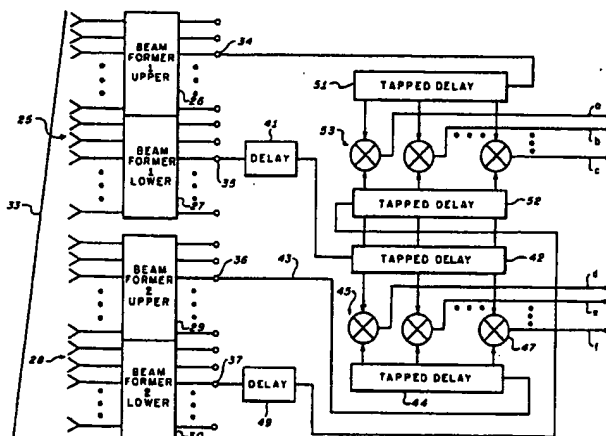 BEAM
FORMER
1
UPPER
26
34
51
TAPPED DELAY
a
b
53
c
25
41
DELAY
BEAM
FORMER
1
LOWER
27
35
33
TAPPED DELAY
52
TAPPED DELAY
42
BEAM
FORMER
2
UPPER
29
36
43
d
45
e
47
f
28
BEAM
FORMER
2
LOWER
37
DELAY
49
TAPPED DELAY
44